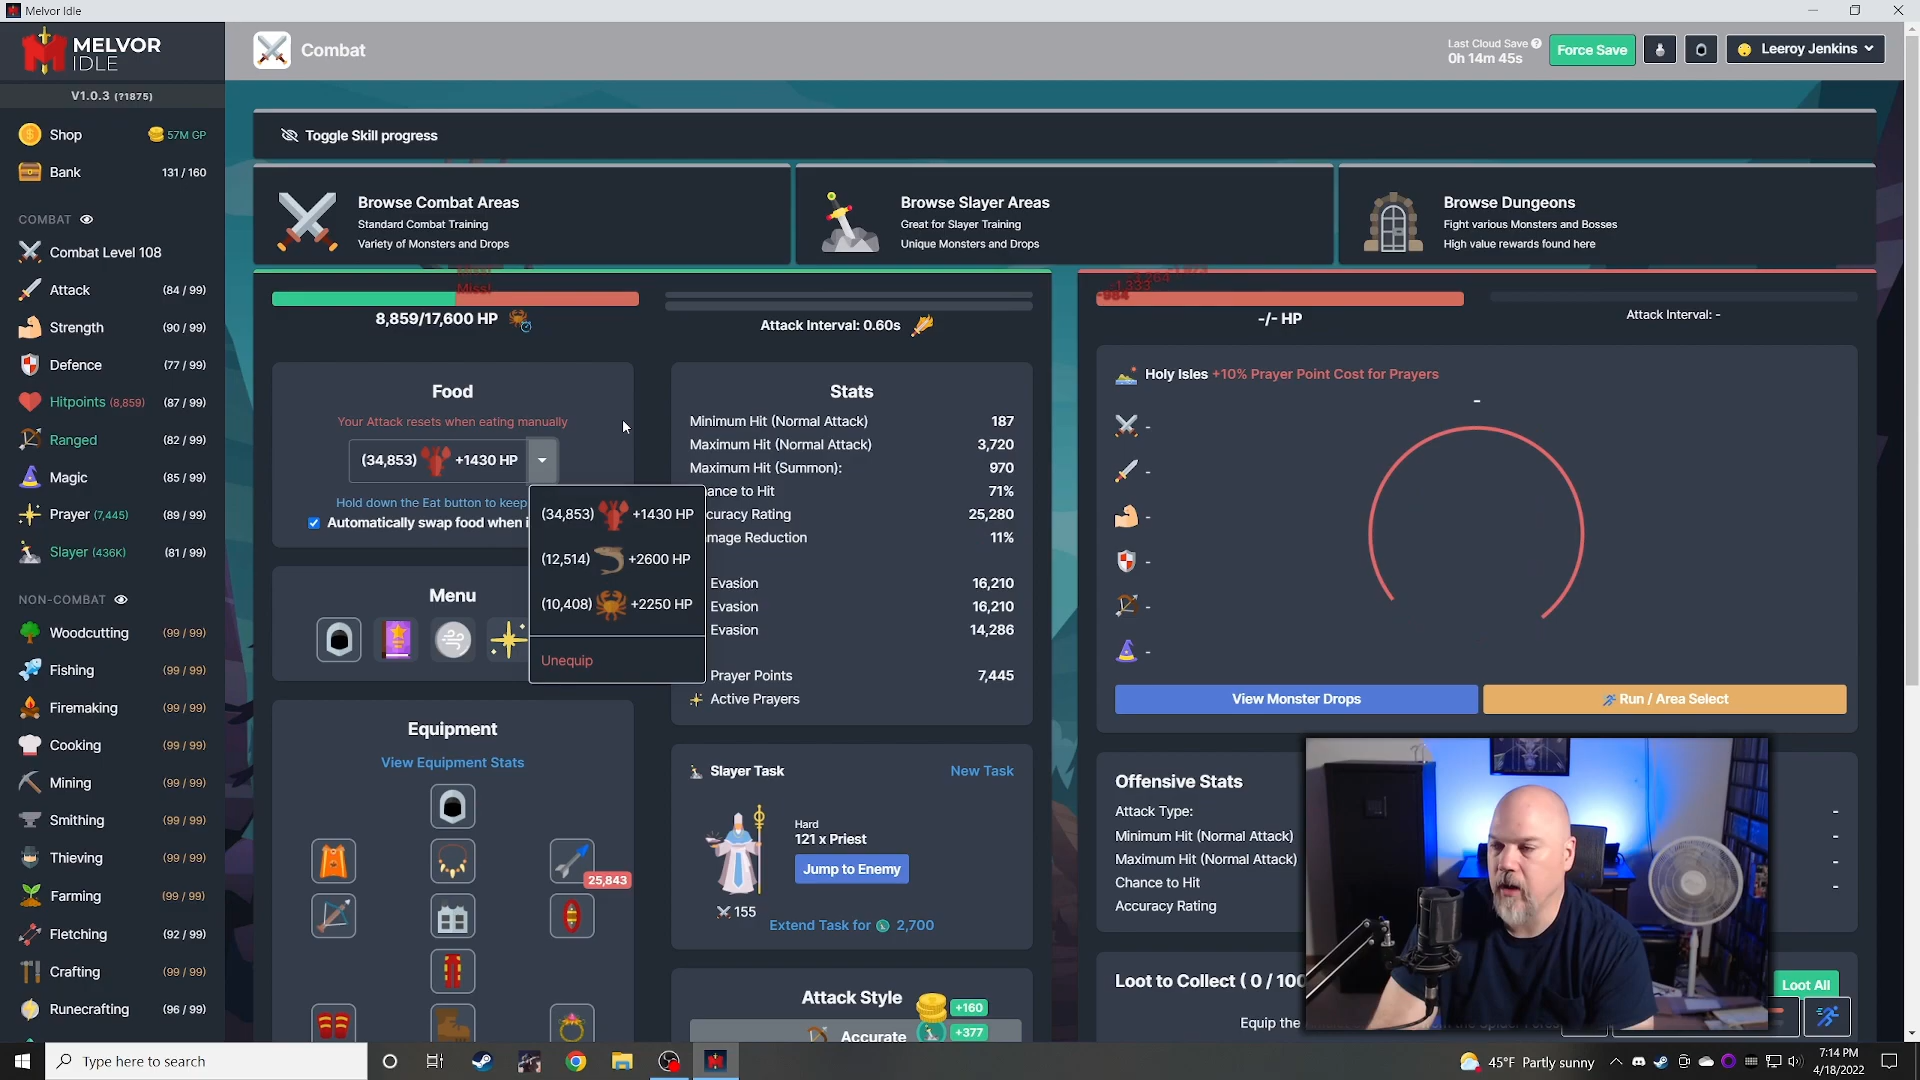 Melvor Idle
MELVOR
IDLE
V1.0.3 (?1875)
Shop 57M GP
Bank 131 / 160
COMBAT
Combat Level 108
Attack (84 / 99)
Strength (90 / 99)
Defence (77 / 99)
Hitpoints (8,859) (87 / 99)
Ranged (82 / 99)
Magic (85 / 99)
Prayer (7,445) (89 / 99)
Slayer (436K) (81 / 99)
NON-COMBAT
Woodcutting (99 / 99)
Fishing (99 / 99)
Firemaking (99 / 99)
Cooking (99 / 99)
Mining (99 / 99)
Smithing (99 / 99)
Thieving (99 / 99)
Farming (99 / 99)
Fletching (92 / 99)
Crafting (99 / 99)
Runecrafting (96 / 99)
Combat
Last Cloud Save
0h 14m 45s
Force Save
Leeroy Jenkins
Toggle Skill progress
Browse Combat Areas
Standard Combat Training
Variety of Monsters and Drops
Browse Slayer Areas
Great for Slayer Training
Unique Monsters and Drops
Browse Dungeons
Fight various Monsters and Bosses
High value rewards found here
Miss!
8,859/17,600 HP
Attack Interval: 0.60s
Food
Your Attack resets when eating manually
(34,853) +1430 HP
Hold down the Eat button to keep
Automatically swap food when i
(34,853) +1430 HP
(12,514) +2600 HP
(10,408) +2250 HP
Unequip
Menu
Equipment
View Equipment Stats
25,843
Stats
Minimum Hit (Normal Attack) 187
Maximum Hit (Normal Attack) 3,720
Maximum Hit (Summon): 970
ance to Hit 71%
curacy Rating 25,280
mage Reduction 11%
Evasion 16,210
Evasion 16,210
Evasion 14,286
Prayer Points 7,445
Active Prayers
Slayer Task New Task
Hard
121 x Priest
Jump to Enemy
155
Extend Task for 2,700
Attack Style
+160
Accurate
+377
-984
-1,333
-/- HP
Attack Interval: -
Holy Isles +10% Prayer Point Cost for Prayers
-
-
-
-
-
-
-
View Monster Drops
Run / Area Select
Offensive Stats
Attack Type: -
Minimum Hit (Normal Attack) -
Maximum Hit (Normal Attack) -
Chance to Hit -
Accuracy Rating
Loot to Collect ( 0 / 100
Loot All
Equip the
Type here to search
45°F Partly sunny
7:14 PM
4/18/2022